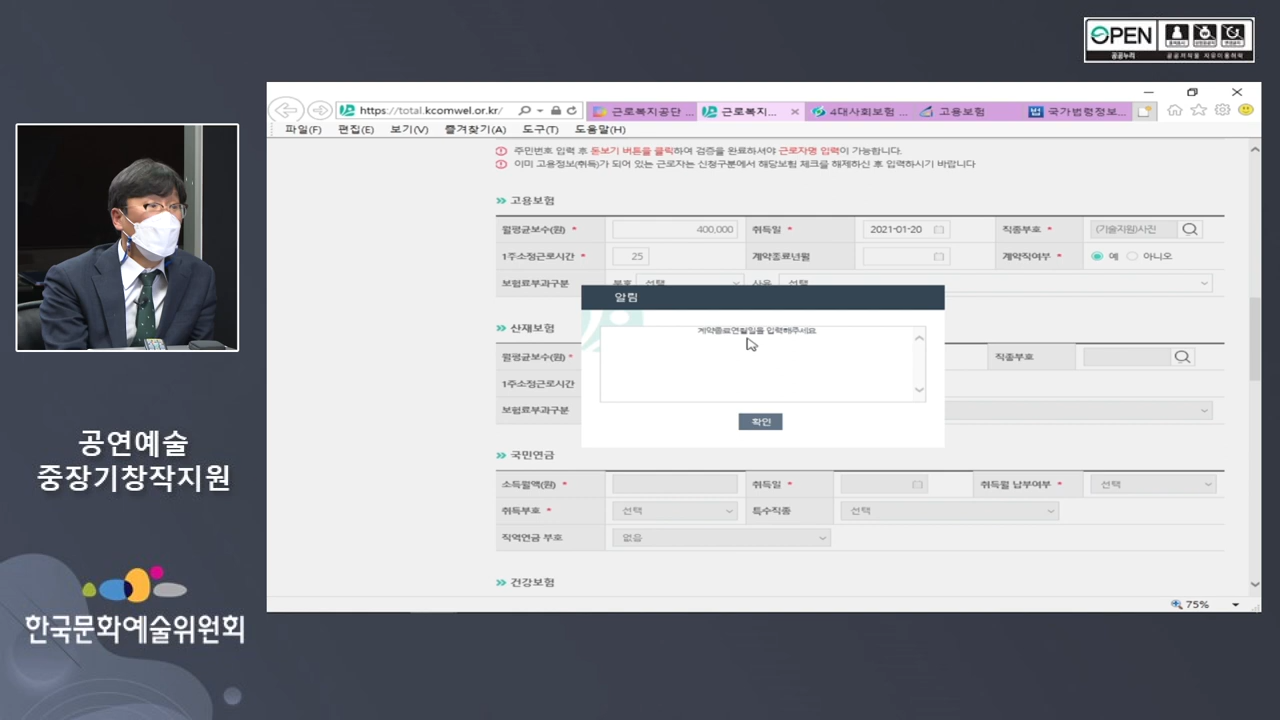 OPEN
공공누리
공공저작물 자유이용허락
https://total.kcomwel.or.kr/
근로복지공단 ...
근로복지...
4대사회보험 ...
고용보험
국가법령정보...
파일(F) 편집(E) 보기(V) 즐겨찾기(A) 도구(T) 도움말(H)
주민번호 입력 후 돋보기 버튼을 클릭하여 검증을 완료하셔야 근로자명 입력이 가능합니다.
이미 고용정보(취득)가 되어 있는 근로자는 신청구분에서 해당보험 체크를 해제하신 후 입력하시기 바랍니다
고용보험
월평균보수(원) * 400,000 취득일 * 2021-01-20 직종부호 * (기술지원)사진
1주소정근로시간 * 25 계약종료년월 계약직여부 * 예 아니오
보험료부과구분 부호 선택 사유 선택
알림
계약종료연월일을 입력해주세요
확인
산재보험
월평균보수(원) * 직종부호
1주소정근로시간
보험료부과구분
국민연금
소득월액(원) * 취득일 * 취득월 납부여부 * 선택
취득부호 * 선택 특수직종 선택
직역연금 부호 없음
건강보험
75%
공연예술
중장기창작지원
한국문화예술위원회